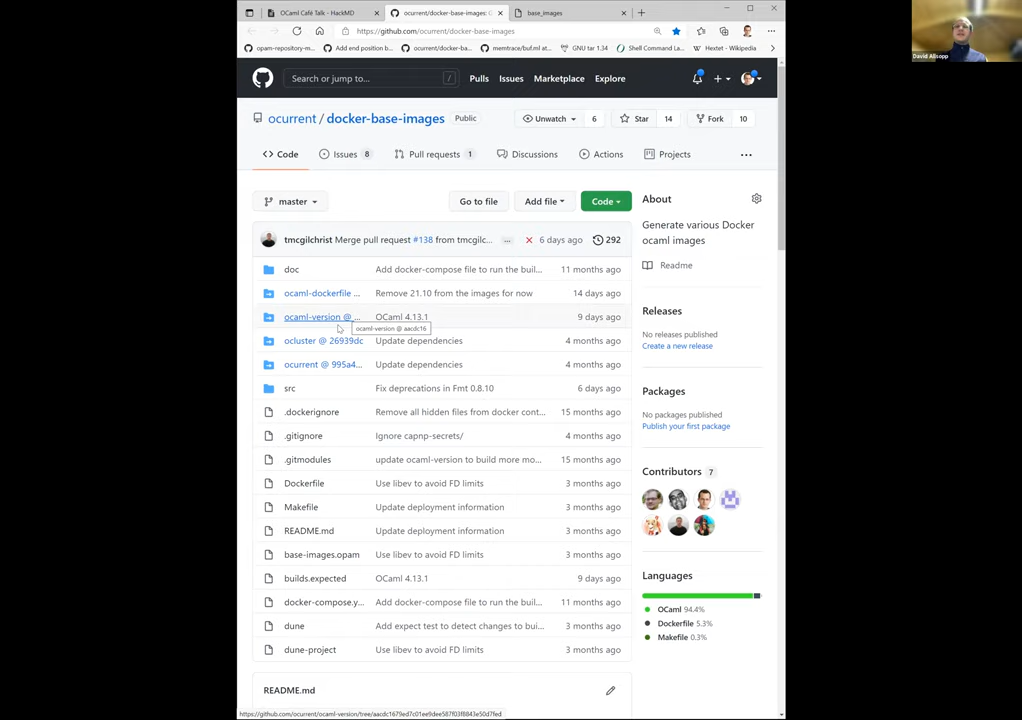 OCaml Café Talk - HackMD
ocurrent/docker-base-images: G
base_images
https://github.com/ocurrent/docker-base-images
opam-repository-m...
Add end position b...
ocurrent/docker-ba...
memtrace/buf.ml at...
GNU tar 1.34
Shell Command La...
Hextet - Wikipedia
David Allsopp
Search or jump to...
/
Pulls
Issues
Marketplace
Explore
ocurrent / docker-base-images
Public
Unwatch
6
Star
14
Fork
10
Code
Issues
8
Pull requests
1
Discussions
Actions
Projects
master
Go to file
Add file
Code
About
Generate various Docker
ocaml images
Readme
tmcgilchrist Merge pull request #138 from tmcgilc... ... 6 days ago 292
doc Add docker-compose file to run the buil... 11 months ago
ocaml-dockerfile ... Remove 21.10 from the images for now 14 days ago
ocaml-version @ ... OCaml 4.13.1 9 days ago
ocaml-version @ aacdc16
ocluster @ 26939dc Update dependencies 4 months ago
ocurrent @ 995a4... Update dependencies 4 months ago
src Fix deprecations in Fmt 0.8.10 6 days ago
.dockerignore Remove all hidden files from docker cont... 15 months ago
.gitignore Ignore capnp-secrets/ 4 months ago
.gitmodules update ocaml-version to build more mo... 15 months ago
Dockerfile Use libev to avoid FD limits 3 months ago
Makefile Update deployment information 3 months ago
README.md Update deployment information 3 months ago
base-images.opam Use libev to avoid FD limits 3 months ago
builds.expected OCaml 4.13.1 9 days ago
docker-compose.y... Add docker-compose file to run the buil... 11 months ago
dune Add expect test to detect changes to bui... 3 months ago
dune-project Use libev to avoid FD limits 3 months ago
Releases
No releases published
Create a new release
Packages
No packages published
Publish your first package
Contributors 7
Languages
OCaml 94.4%
Dockerfile 5.3%
Makefile 0.3%
README.md